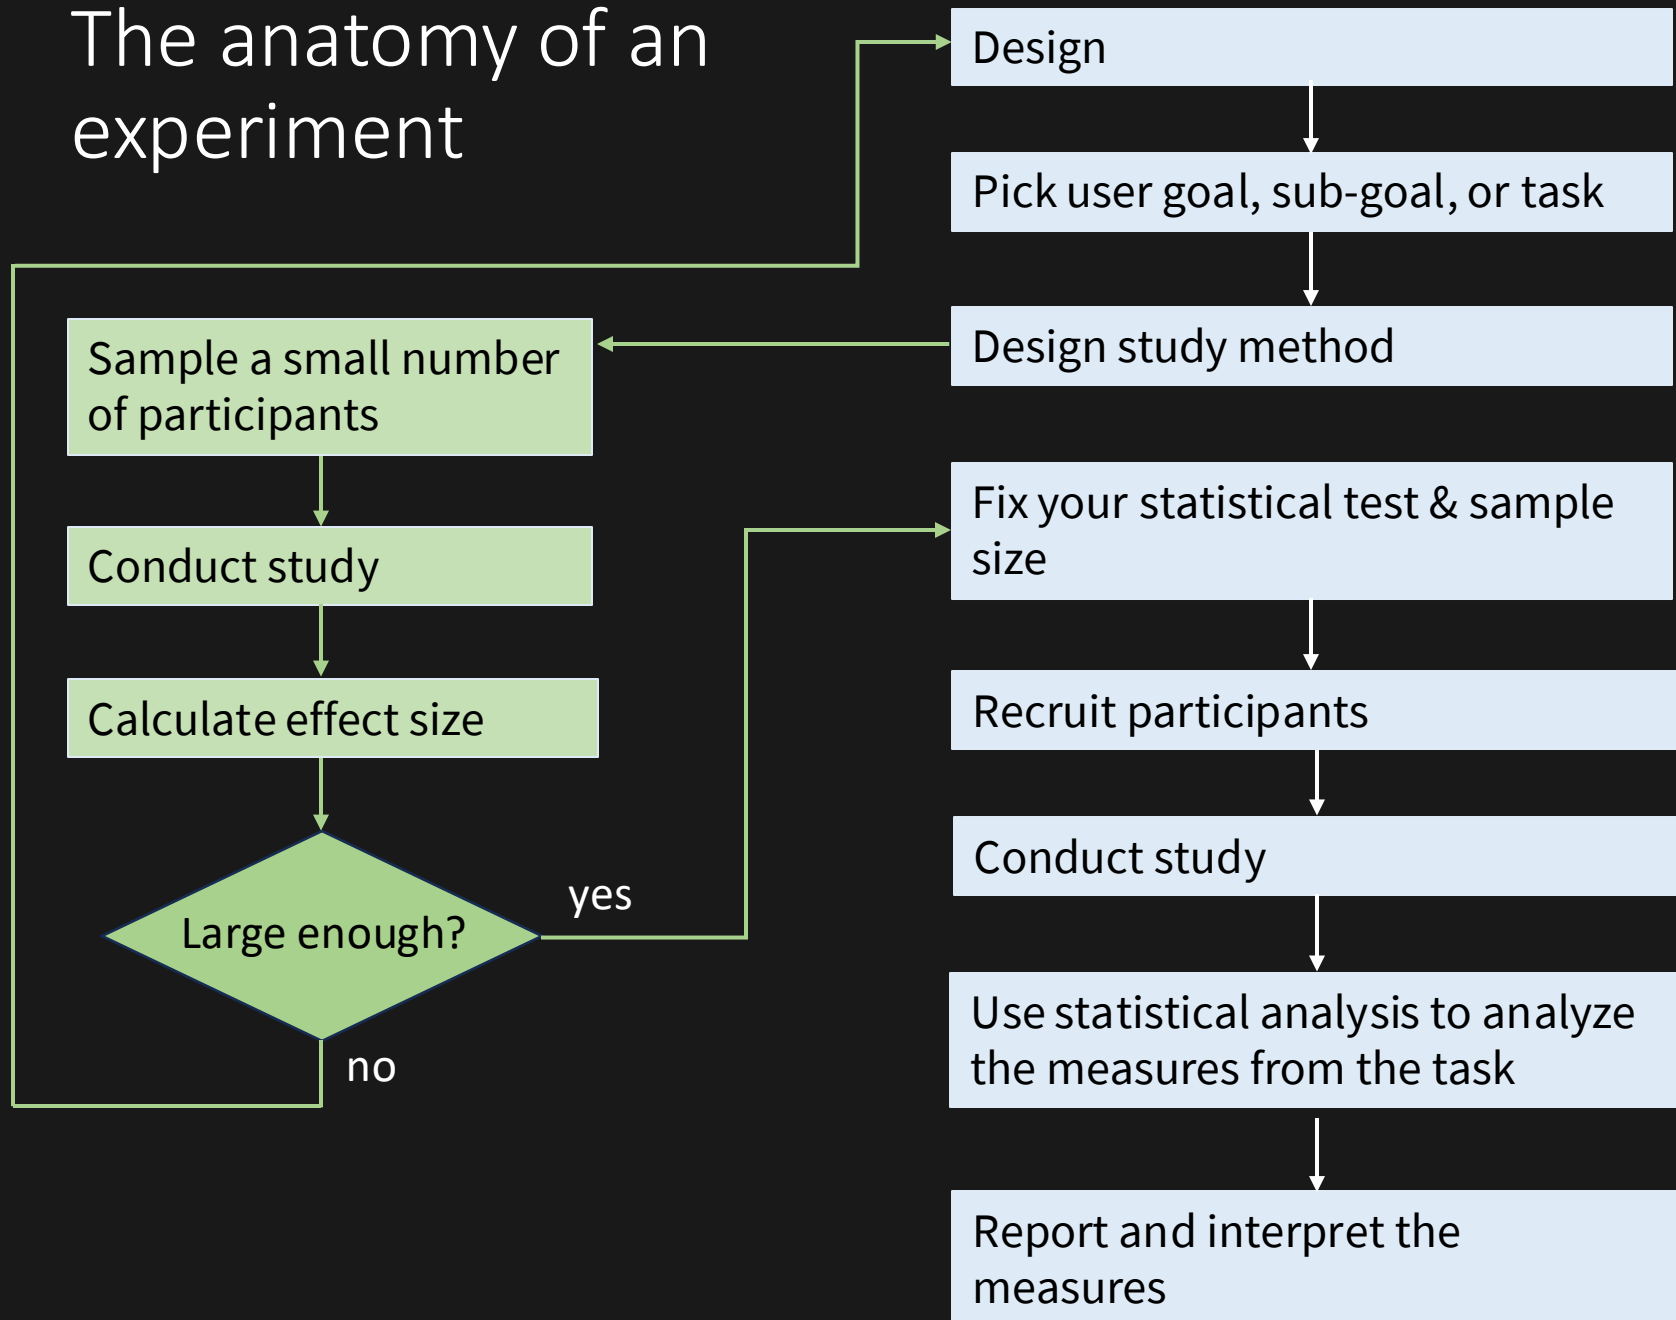 The anatomy of an
experiment
Design
Pick user goal, sub-goal, or task
Design study method
Sample a small number
of participants
Conduct study
Calculate effect size
Large enough?
yes
no
Fix your statistical test & sample
size
Recruit participants
Conduct study
Use statistical analysis to analyze
the measures from the task
Report and interpret the
measures